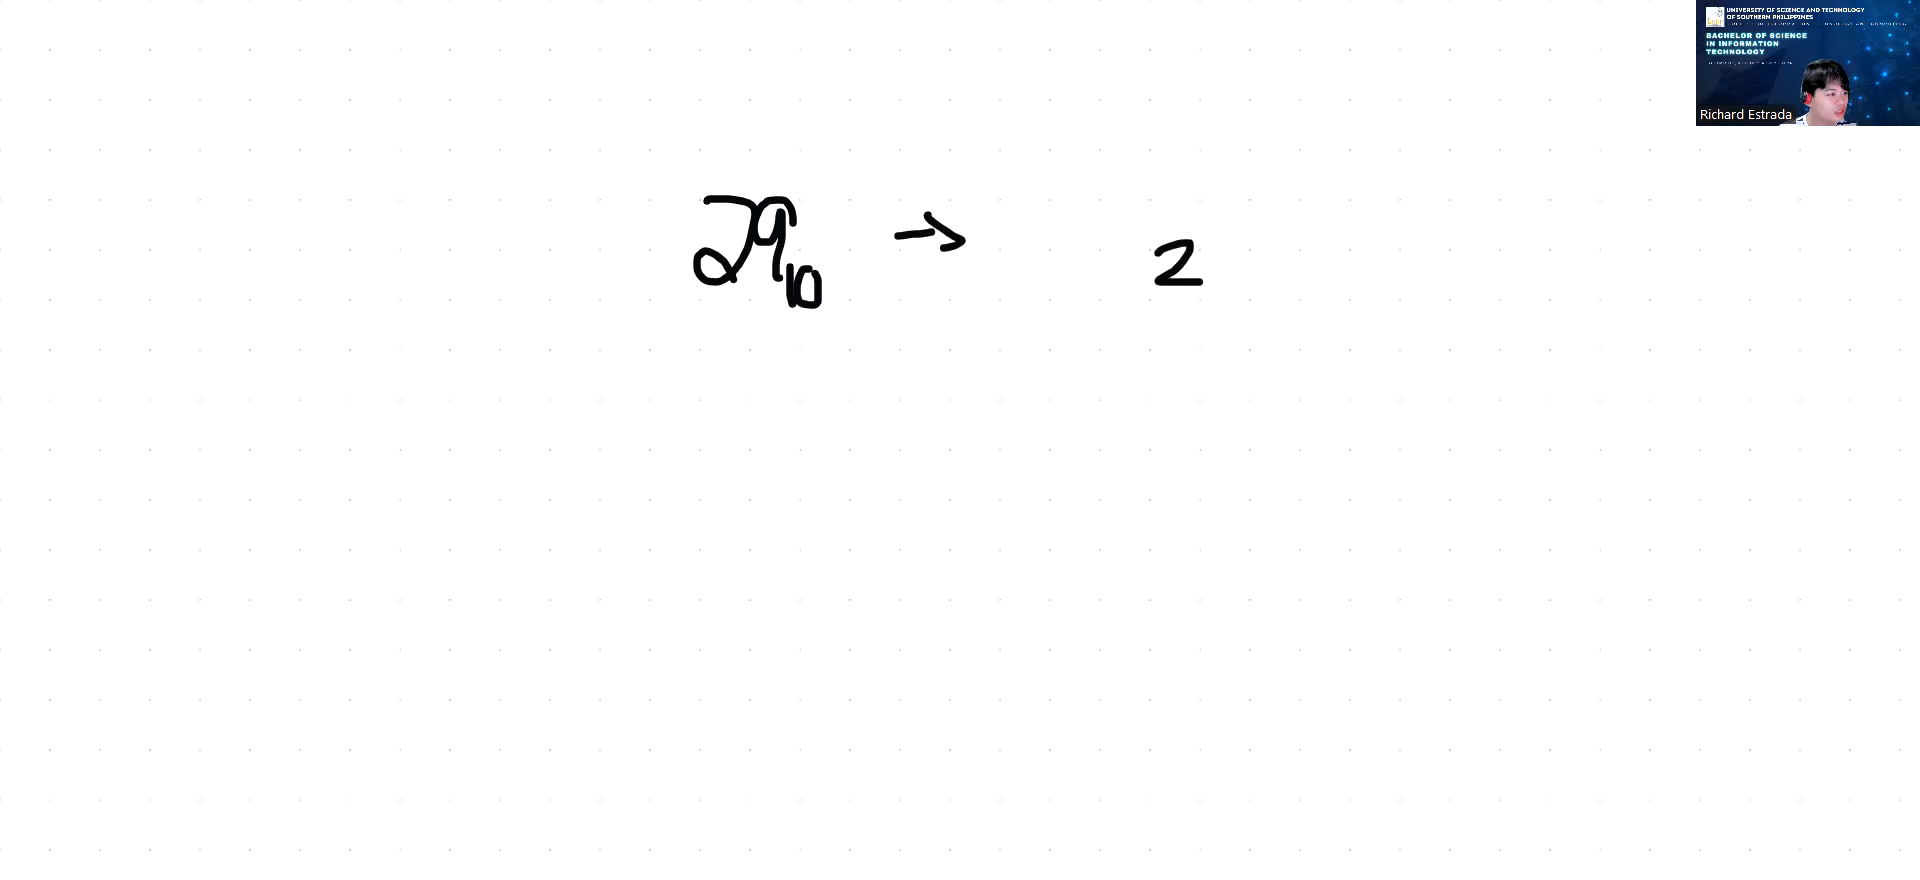 UNIVERSITY OF SCIENCE AND TECHNOLOGY
OF SOUTHERN PHILIPPINES
BACHELOR OF SCIENCE
IN INFORMATION
TECHNOLOGY
Richard Estrada
29₁₀ → 2